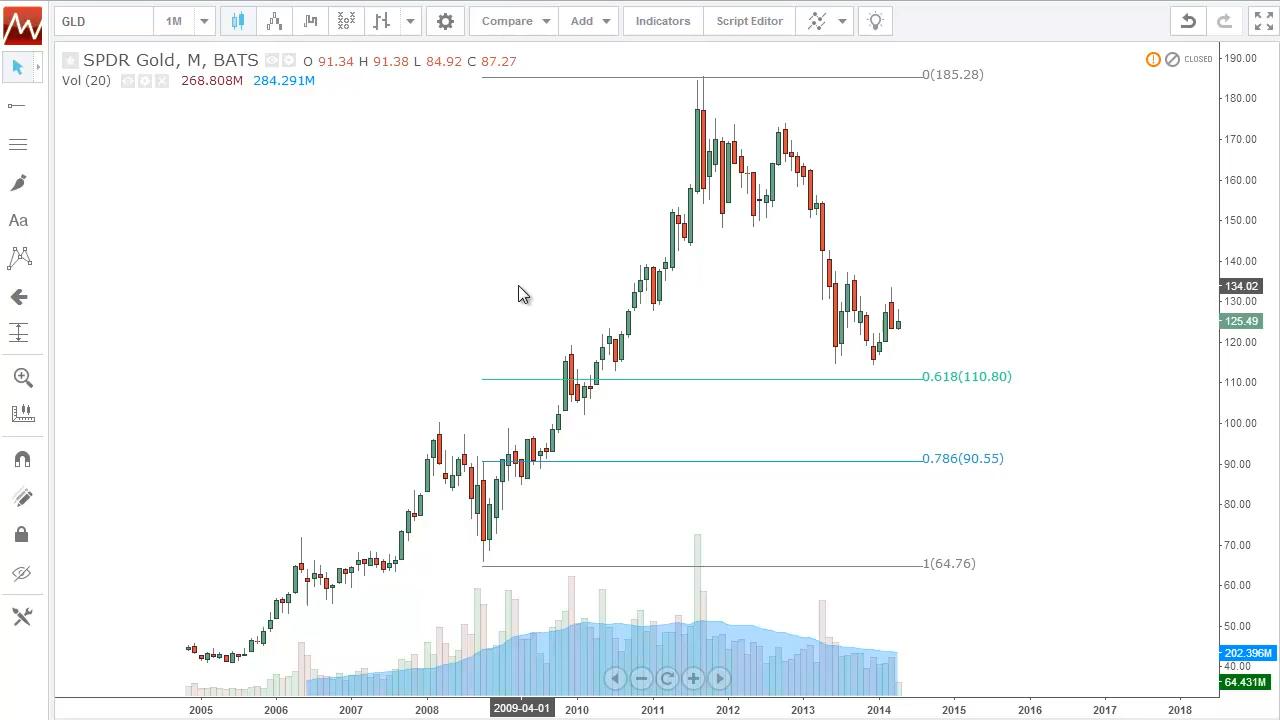 GLD
1M
Compare
Add
Indicators
Script Editor
SPDR Gold, M, BATS
O 91.34 H 91.38 L 84.92 C 87.27
Vol (20)
268.808M
284.291M
CLOSED
Aa
0(185.28)
0.618(110.80)
0.786(90.55)
1(64.76)
190.00
180.00
170.00
160.00
150.00
140.00
134.02
130.00
125.49
120.00
110.00
100.00
90.00
80.00
70.00
60.00
50.00
202.396M
40.00
64.431M
2005
2006
2007
2008
2009-04-01
2010
2011
2012
2013
2014
2015
2016
2017
2018